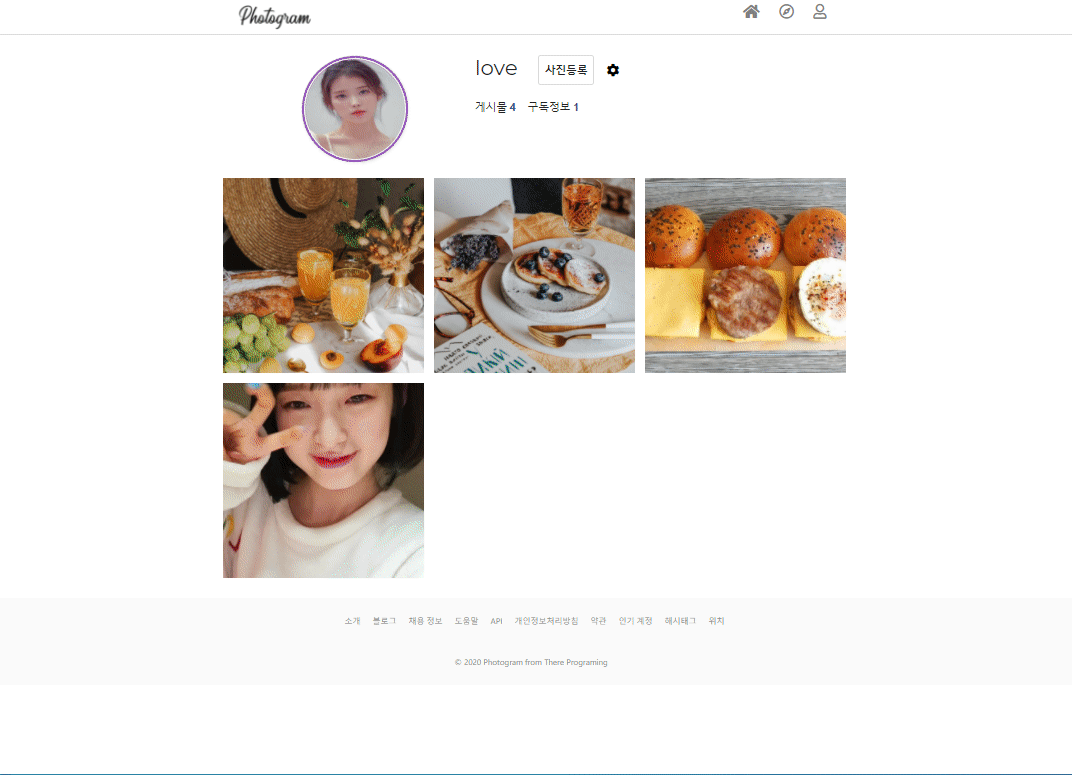 Photogram
love 사진등록
게시물 4 구독정보 1
소개 블로그 채용 정보 도움말 API 개인정보처리방침 약관 인기 계정 해시태그 위치
© 2020 Photogram from There Programing